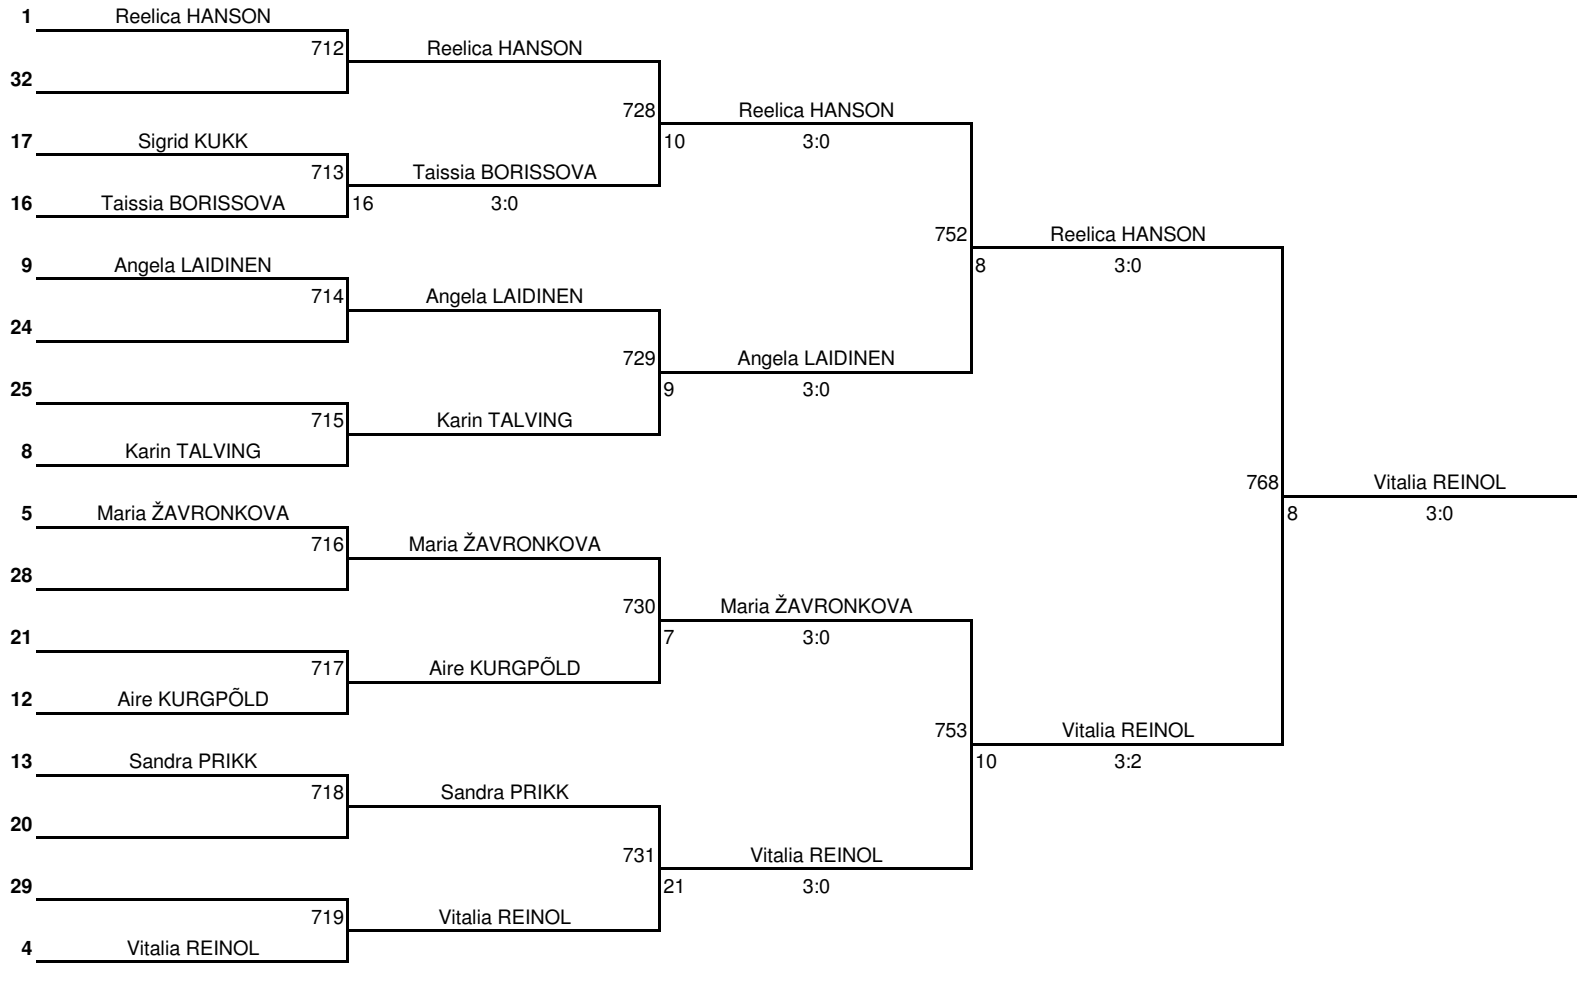 1 Reelica HANSON
712 Reelica HANSON
32
728 Reelica HANSON
17 Sigrid KUKK 10 3:0
713 Taissia BORISSOVA
16 Taissia BORISSOVA 16 3:0
752 Reelica HANSON
9 Angela LAIDINEN 8 3:0
714 Angela LAIDINEN
24
729 Angela LAIDINEN
25 9 3:0
715 Karin TALVING
8 Karin TALVING
768 Vitalia REINOL
5 Maria ŽAVRONKOVA 8 3:0
716 Maria ŽAVRONKOVA
28
730 Maria ŽAVRONKOVA
21 7 3:0
717 Aire KURGPÕLD
12 Aire KURGPÕLD
753 Vitalia REINOL
13 Sandra PRIKK 10 3:2
718 Sandra PRIKK
20
731 Vitalia REINOL
29 21 3:0
719 Vitalia REINOL
4 Vitalia REINOL